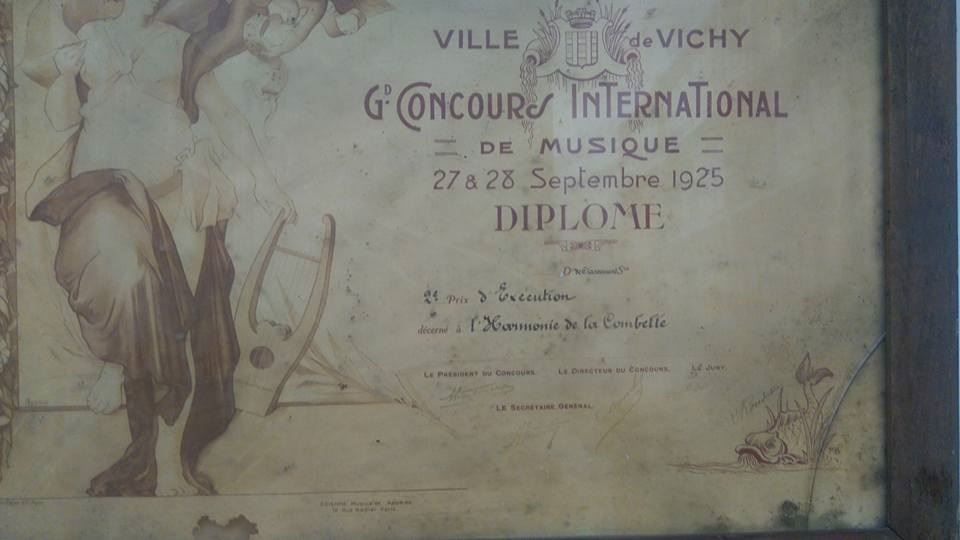 VILLE de VICHY
GD. CONCOURS INTERNATIONAL
DE MUSIQUE
27 & 28 Septembre 1925
DIPLOME
2e Prix d'Exécution
décerné à l'Harmonie de la Combelle
LE PRÉSIDENT DU CONCOURS. LE DIRECTEUR DU CONCOURS. LE JURY.
LE SECRÉTAIRE GÉNÉRAL.